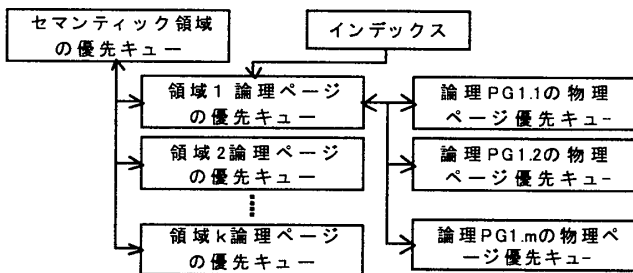 セマンティック領域
の優先キュー
インデックス
領域1 論理ページ
の優先キュー
論理PG1.1の物理
ページ優先キュー
領域2論理ページ
の優先キュー
論理PG1.2の物理
ページ優先キュー
領域k論理ページ
の優先キュー
論理PG1.mの物理ペ
ージ優先キュー